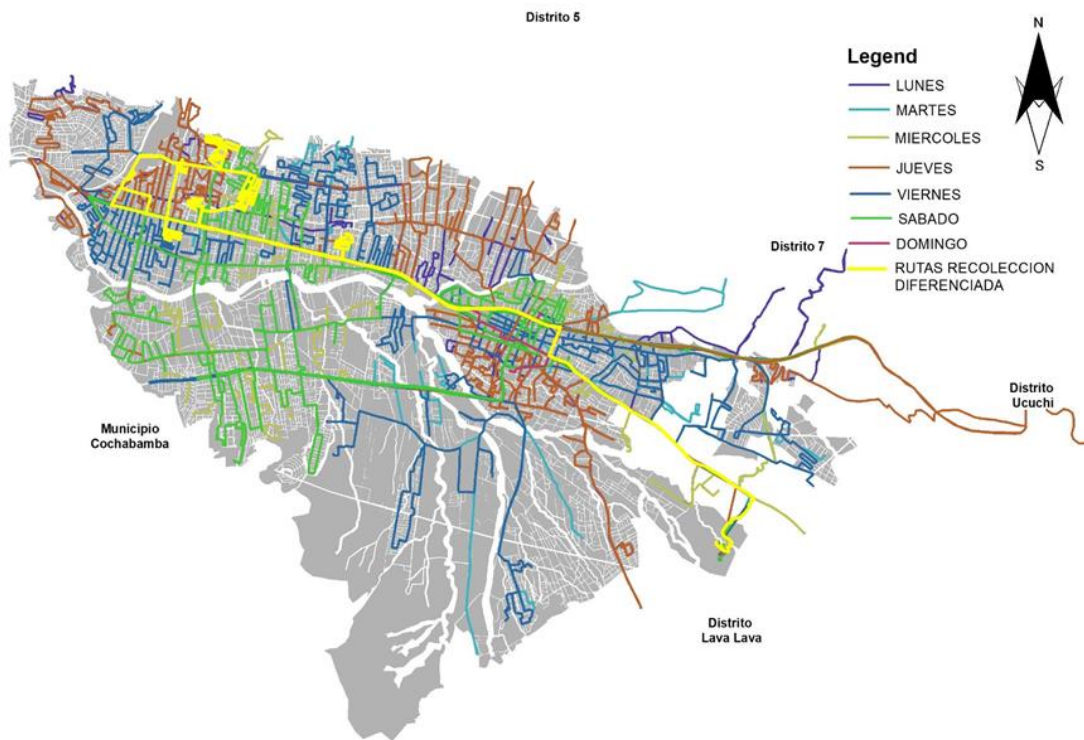 Distrito 5
N
S
Legend
LUNES
MARTES
MIERCOLES
JUEVES
VIERNES
SABADO
DOMINGO
RUTAS RECOLECCION
DIFERENCIADA
Distrito 7
Distrito
Ucuchi
Municipio
Cochabamba
Distrito
Lava Lava